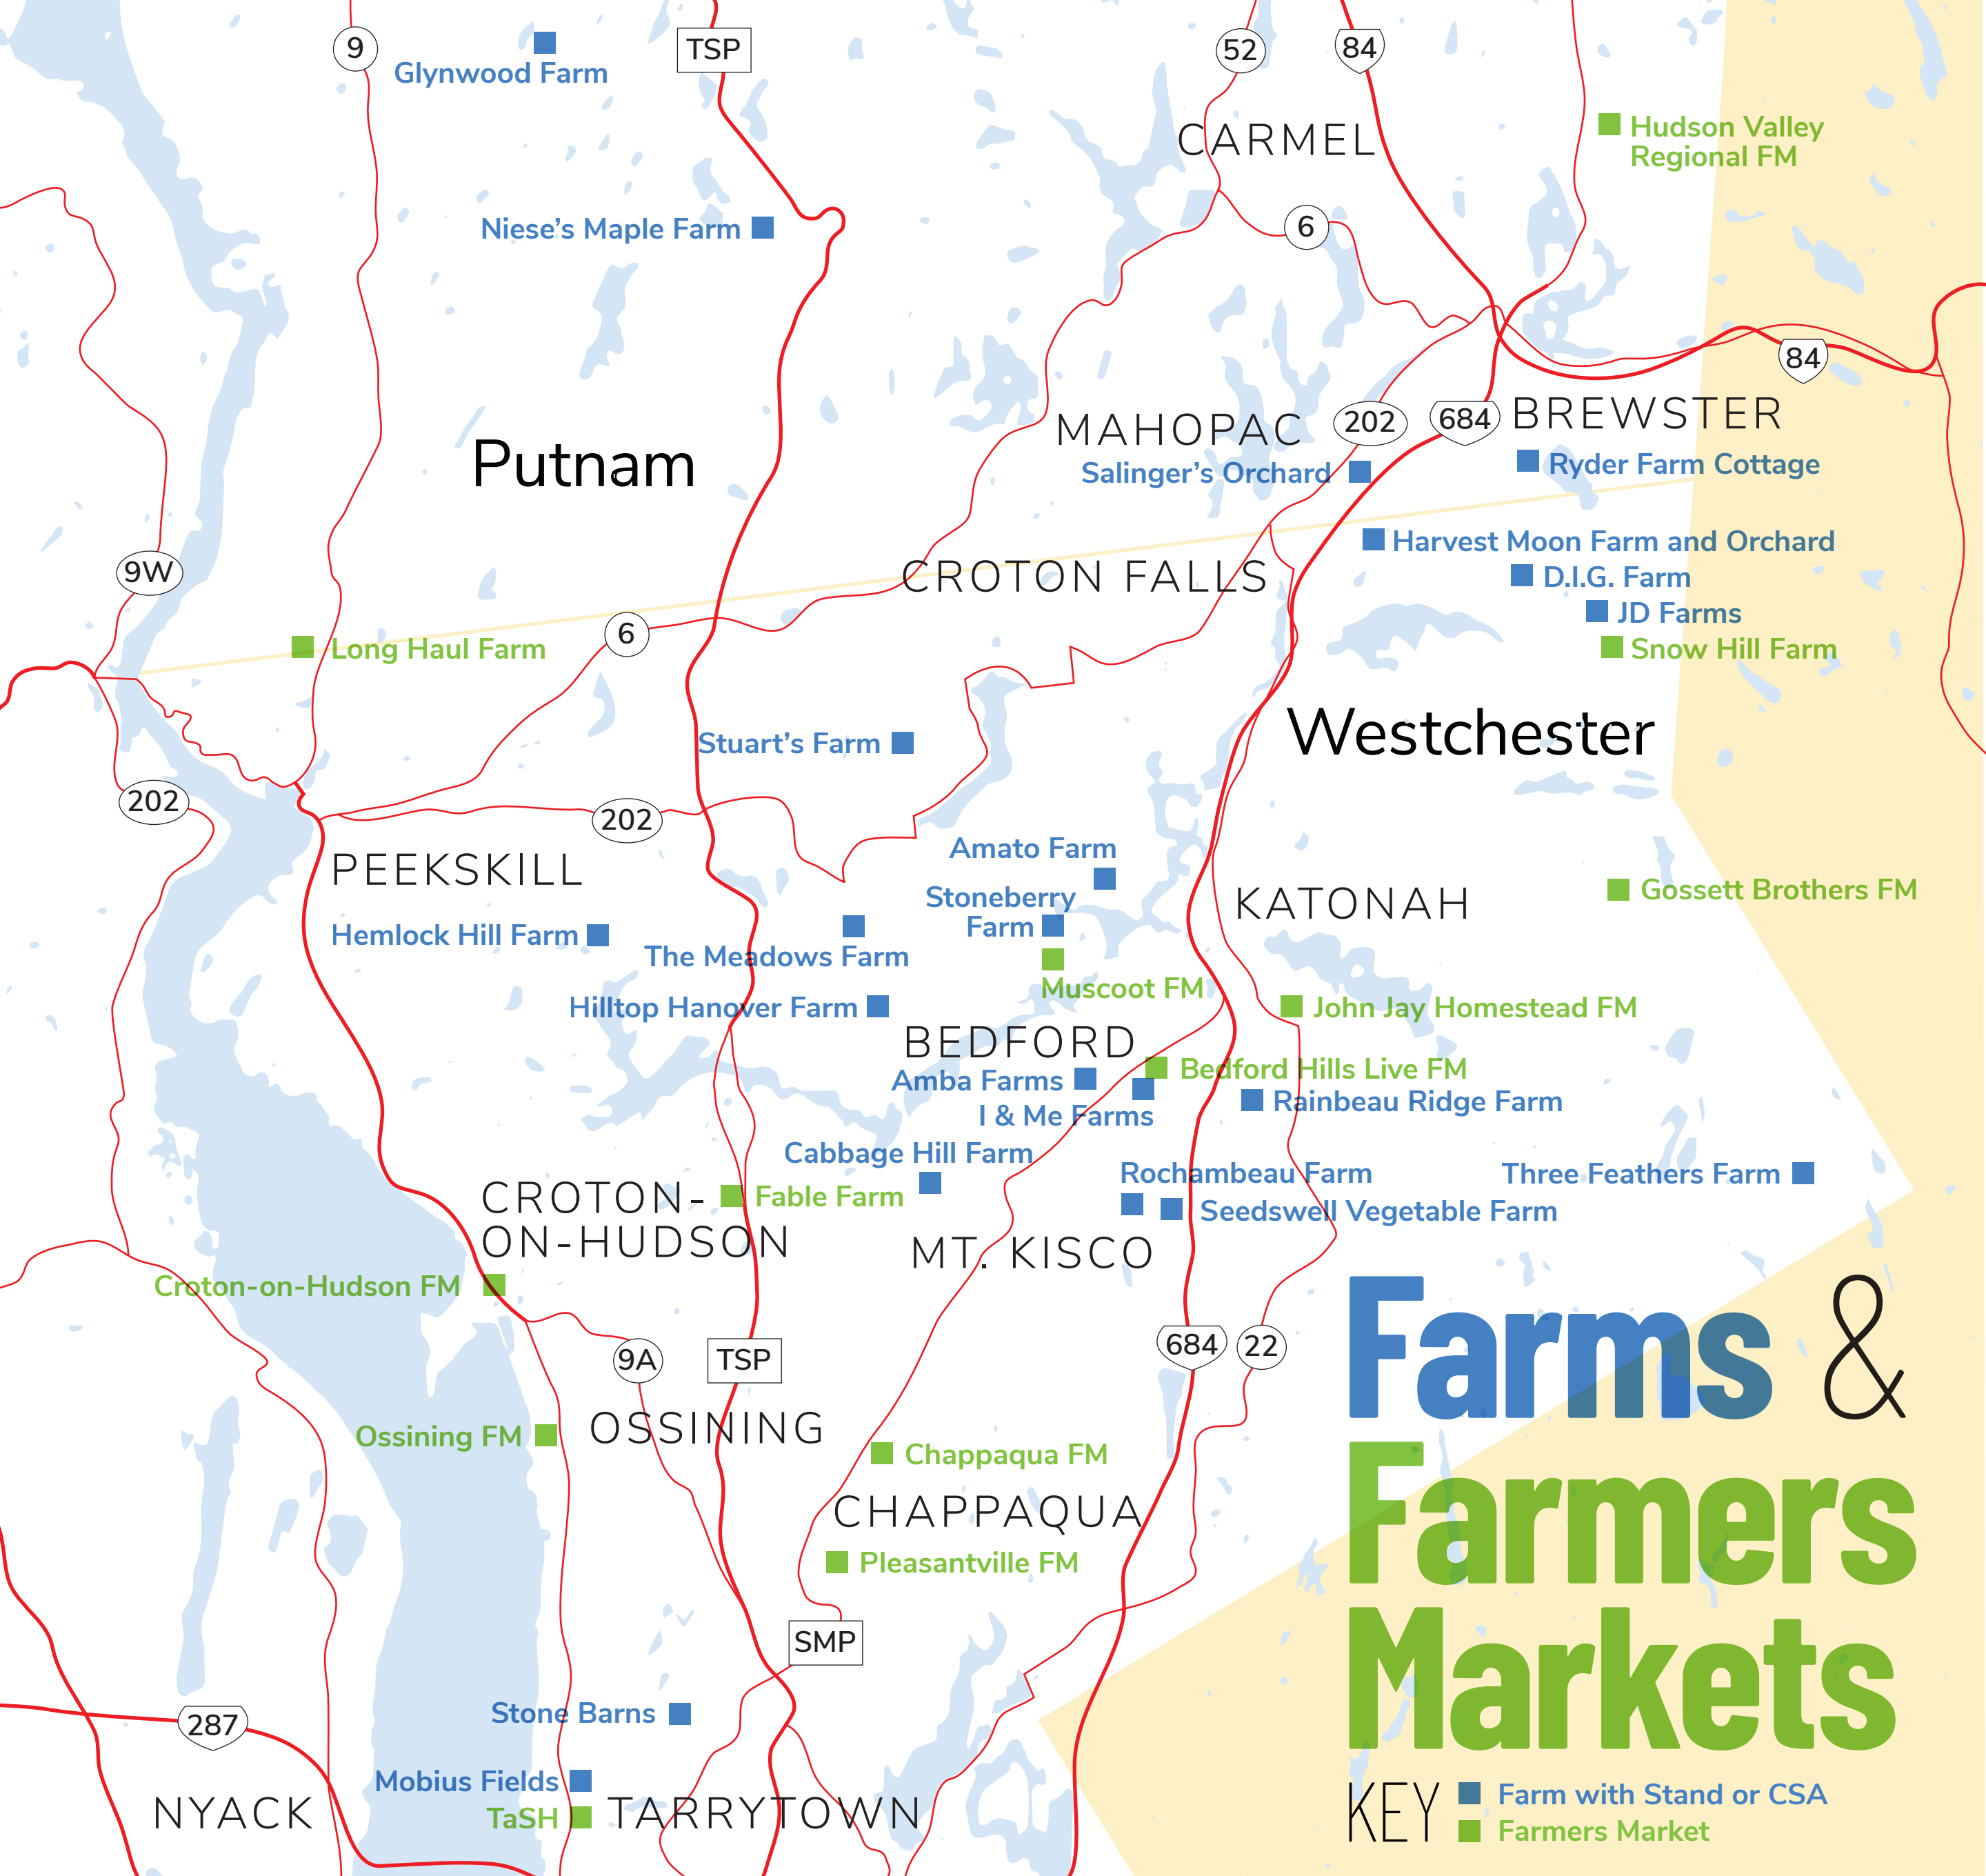 9
TSP
52
84
Glynwood Farm
CARMEL
Hudson Valley
Regional FM
Niese's Maple Farm
6
84
Putnam
MAHOPAC
202
684
BREWSTER
Salinger's Orchard
Ryder Farm Cottage
Harvest Moon Farm and Orchard
9W
CROTON FALLS
D.I.G. Farm
JD Farms
6
Long Haul Farm
Snow Hill Farm
Westchester
Stuart's Farm
202
202
PEEKSKILL
Amato Farm
Stoneberry
Farm
KATONAH
Gossett Brothers FM
Hemlock Hill Farm
The Meadows Farm
Muscoot FM
Hilltop Hanover Farm
John Jay Homestead FM
BEDFORD
Bedford Hills Live FM
Amba Farms
I & Me Farms
Rainbeau Ridge Farm
Cabbage Hill Farm
Rochambeau Farm
Three Feathers Farm
CROTON-
ON-HUDSON
Fable Farm
Seedswell Vegetable Farm
MT. KISCO
Croton-on-Hudson FM
9A
TSP
684
22
Farms &
Farmers
Markets
Ossining FM
OSSINING
Chappaqua FM
CHAPPAQUA
Pleasantville FM
SMP
Stone Barns
287
Mobius Fields
NYACK
TaSH
TARRYTOWN
KEY
Farm with Stand or CSA
Farmers Market